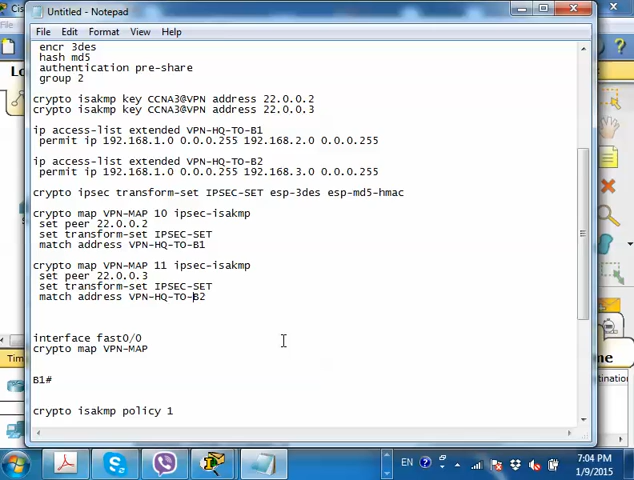 Untitled - Notepad
File Edit Format View Help
encr 3des
hash md5
authentication pre-share
group 2
crypto isakmp key CCNA3@VPN address 22.0.0.2
crypto isakmp key CCNA3@VPN address 22.0.0.3
ip access-list extended VPN-HQ-TO-B1
permit ip 192.168.1.0 0.0.0.255 192.168.2.0 0.0.0.255
ip access-list extended VPN-HQ-TO-B2
permit ip 192.168.1.0 0.0.0.255 192.168.3.0 0.0.0.255
crypto ipsec transform-set IPSEC-SET esp-3des esp-md5-hmac
crypto map VPN-MAP 10 ipsec-isakmp
set peer 22.0.0.2
set transform-set IPSEC-SET
match address VPN-HQ-TO-B1
crypto map VPN-MAP 11 ipsec-isakmp
set peer 22.0.0.3
set transform-set IPSEC-SET
match address VPN-HQ-TO-B2
interface fast0/0
crypto map VPN-MAP
B1#
crypto isakmp policy 1
EN
7:04 PM
1/9/2015